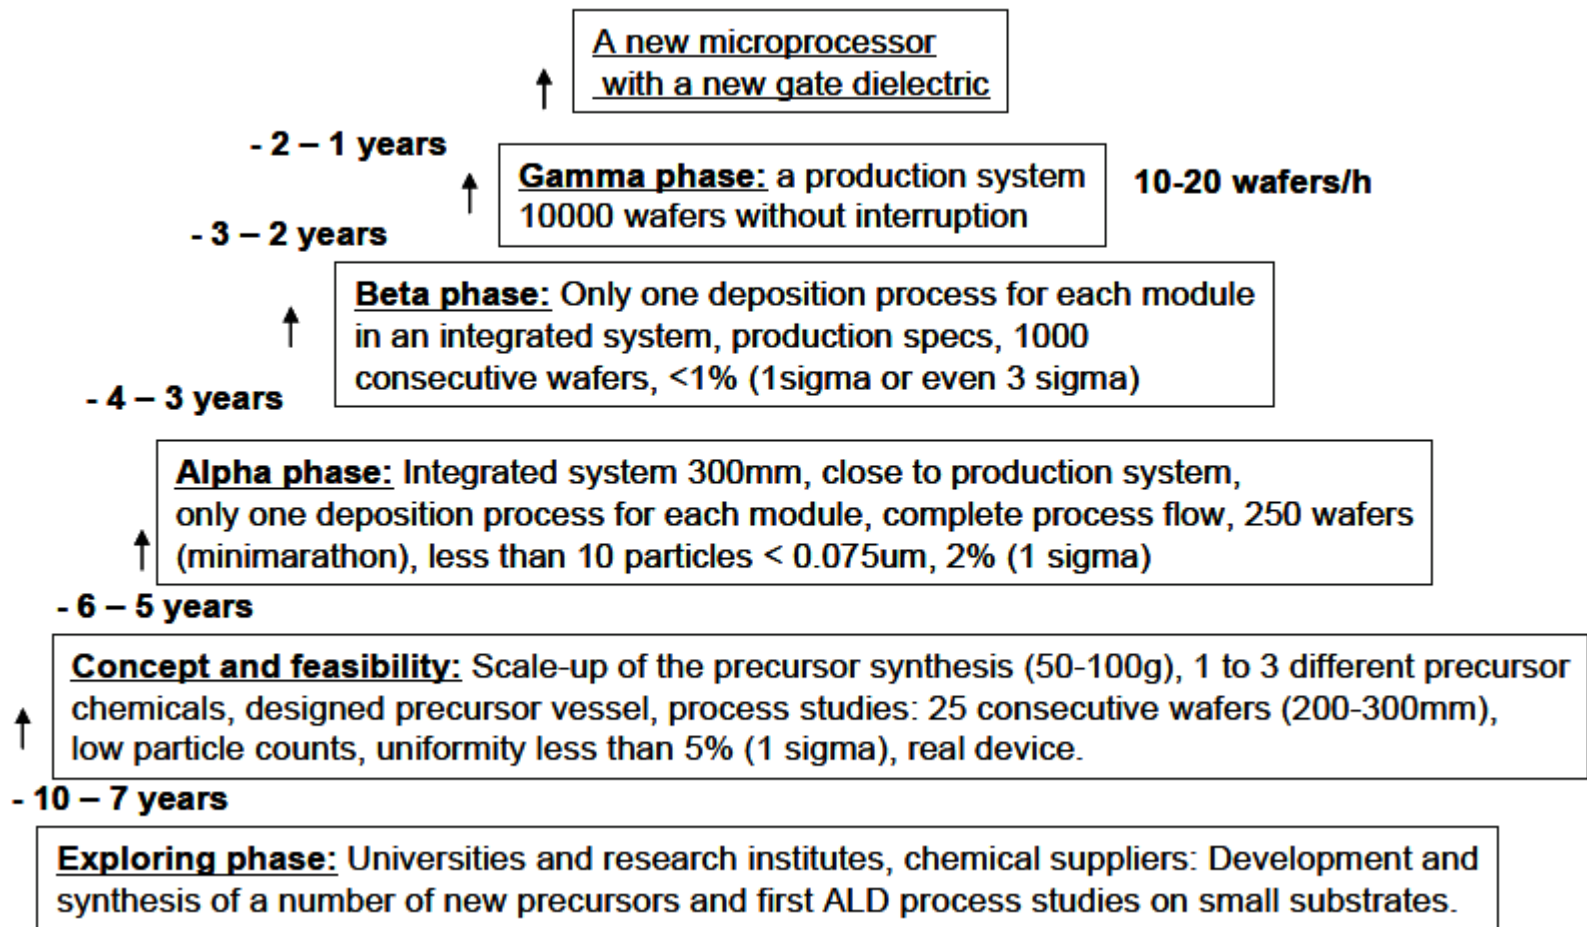 A new microprocessor
with a new gate dielectric
- 2 – 1 years
Gamma phase: a production system
10000 wafers without interruption
10-20 wafers/h
- 3 – 2 years
Beta phase: Only one deposition process for each module
in an integrated system, production specs, 1000
consecutive wafers, <1% (1sigma or even 3 sigma)
- 4 – 3 years
Alpha phase: Integrated system 300mm, close to production system,
only one deposition process for each module, complete process flow, 250 wafers
(minimarathon), less than 10 particles < 0.075um, 2% (1 sigma)
- 6 – 5 years
Concept and feasibility: Scale-up of the precursor synthesis (50-100g), 1 to 3 different precursor
chemicals, designed precursor vessel, process studies: 25 consecutive wafers (200-300mm),
low particle counts, uniformity less than 5% (1 sigma), real device.
- 10 – 7 years
Exploring phase: Universities and research institutes, chemical suppliers: Development and
synthesis of a number of new precursors and first ALD process studies on small substrates.